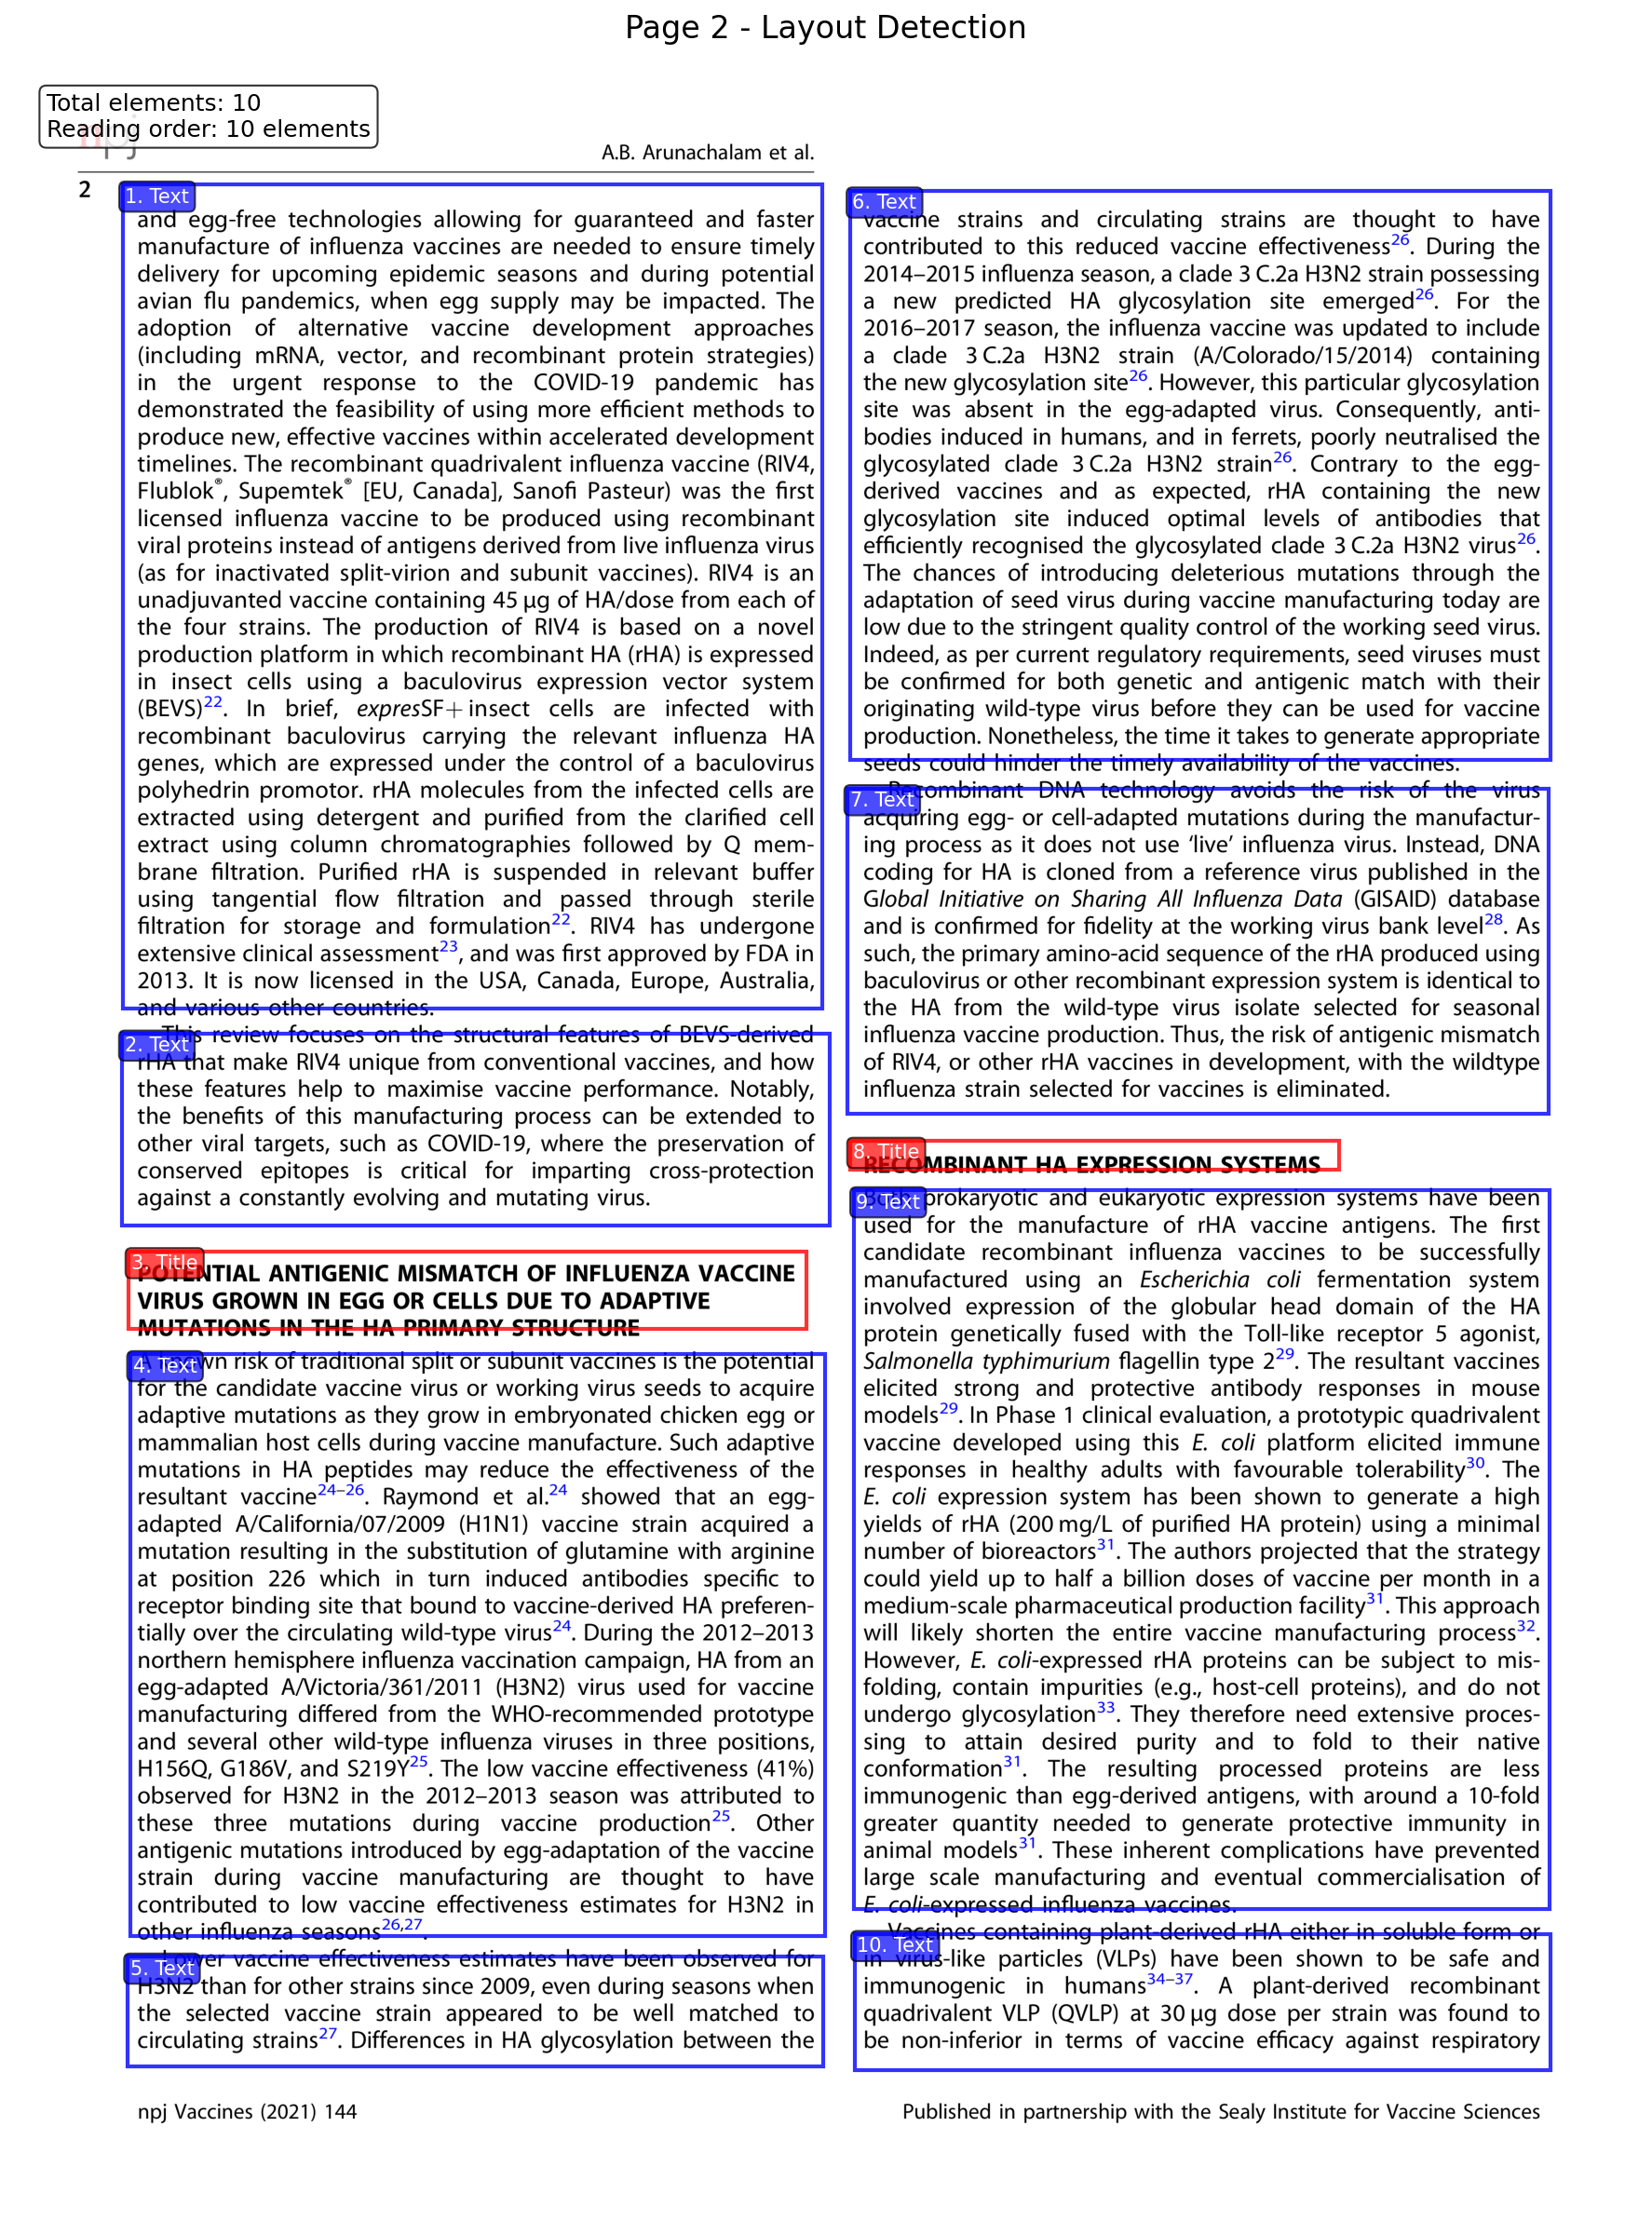 Page 2 - Layout Detection
Total elements: 10
Reading order: 10 elements
npj
A.B. Arunachalam et al.
2
1. Text
and egg-free technologies allowing for guaranteed and faster
manufacture of influenza vaccines are needed to ensure timely
delivery for upcoming epidemic seasons and during potential
avian flu pandemics, when egg supply may be impacted. The
adoption of alternative vaccine development approaches
(including mRNA, vector, and recombinant protein strategies)
in the urgent response to the COVID-19 pandemic has
demonstrated the feasibility of using more efficient methods to
produce new, effective vaccines within accelerated development
timelines. The recombinant quadrivalent influenza vaccine (RIV4,
Flublok®, Supemtek® [EU, Canada], Sanofi Pasteur) was the first
licensed influenza vaccine to be produced using recombinant
viral proteins instead of antigens derived from live influenza virus
(as for inactivated split-virion and subunit vaccines). RIV4 is an
unadjuvanted vaccine containing 45 µg of HA/dose from each of
the four strains. The production of RIV4 is based on a novel
production platform in which recombinant HA (rHA) is expressed
in insect cells using a baculovirus expression vector system
(BEVS)22. In brief, expresSF+ insect cells are infected with
recombinant baculovirus carrying the relevant influenza HA
genes, which are expressed under the control of a baculovirus
polyhedrin promotor. rHA molecules from the infected cells are
extracted using detergent and purified from the clarified cell
extract using column chromatographies followed by Q mem-
brane filtration. Purified rHA is suspended in relevant buffer
using tangential flow filtration and passed through sterile
filtration for storage and formulation22. RIV4 has undergone
extensive clinical assessment23, and was first approved by FDA in
2013. It is now licensed in the USA, Canada, Europe, Australia,
and various other countries.
2. Text
This review focuses on the structural features of BEVS-derived
rHA that make RIV4 unique from conventional vaccines, and how
these features help to maximise vaccine performance. Notably,
the benefits of this manufacturing process can be extended to
other viral targets, such as COVID-19, where the preservation of
conserved epitopes is critical for imparting cross-protection
against a constantly evolving and mutating virus.
3. Title
POTENTIAL ANTIGENIC MISMATCH OF INFLUENZA VACCINE
VIRUS GROWN IN EGG OR CELLS DUE TO ADAPTIVE
MUTATIONS IN THE HA PRIMARY STRUCTURE
4. Text
A known risk of traditional split or subunit vaccines is the potential
for the candidate vaccine virus or working virus seeds to acquire
adaptive mutations as they grow in embryonated chicken egg or
mammalian host cells during vaccine manufacture. Such adaptive
mutations in HA peptides may reduce the effectiveness of the
resultant vaccine24–26. Raymond et al.24 showed that an egg-
adapted A/California/07/2009 (H1N1) vaccine strain acquired a
mutation resulting in the substitution of glutamine with arginine
at position 226 which in turn induced antibodies specific to
receptor binding site that bound to vaccine-derived HA preferen-
tially over the circulating wild-type virus24. During the 2012–2013
northern hemisphere influenza vaccination campaign, HA from an
egg-adapted A/Victoria/361/2011 (H3N2) virus used for vaccine
manufacturing differed from the WHO-recommended prototype
and several other wild-type influenza viruses in three positions,
H156Q, G186V, and S219Y25. The low vaccine effectiveness (41%)
observed for H3N2 in the 2012–2013 season was attributed to
these three mutations during vaccine production25. Other
antigenic mutations introduced by egg-adaptation of the vaccine
strain during vaccine manufacturing are thought to have
contributed to low vaccine effectiveness estimates for H3N2 in
other influenza seasons26,27.
5. Text
Lower vaccine effectiveness estimates have been observed for
H3N2 than for other strains since 2009, even during seasons when
the selected vaccine strain appeared to be well matched to
circulating strains27. Differences in HA glycosylation between the
6. Text
vaccine strains and circulating strains are thought to have
contributed to this reduced vaccine effectiveness26. During the
2014–2015 influenza season, a clade 3 C.2a H3N2 strain possessing
a new predicted HA glycosylation site emerged26. For the
2016–2017 season, the influenza vaccine was updated to include
a clade 3 C.2a H3N2 strain (A/Colorado/15/2014) containing
the new glycosylation site26. However, this particular glycosylation
site was absent in the egg-adapted virus. Consequently, anti-
bodies induced in humans, and in ferrets, poorly neutralised the
glycosylated clade 3 C.2a H3N2 strain26. Contrary to the egg-
derived vaccines and as expected, rHA containing the new
glycosylation site induced optimal levels of antibodies that
efficiently recognised the glycosylated clade 3 C.2a H3N2 virus26.
The chances of introducing deleterious mutations through the
adaptation of seed virus during vaccine manufacturing today are
low due to the stringent quality control of the working seed virus.
Indeed, as per current regulatory requirements, seed viruses must
be confirmed for both genetic and antigenic match with their
originating wild-type virus before they can be used for vaccine
production. Nonetheless, the time it takes to generate appropriate
seeds could hinder the timely availability of the vaccines.
7. Text
Recombinant DNA technology avoids the risk of the virus
acquiring egg- or cell-adapted mutations during the manufactur-
ing process as it does not use ‘live’ influenza virus. Instead, DNA
coding for HA is cloned from a reference virus published in the
Global Initiative on Sharing All Influenza Data (GISAID) database
and is confirmed for fidelity at the working virus bank level28. As
such, the primary amino-acid sequence of the rHA produced using
baculovirus or other recombinant expression system is identical to
the HA from the wild-type virus isolate selected for seasonal
influenza vaccine production. Thus, the risk of antigenic mismatch
of RIV4, or other rHA vaccines in development, with the wildtype
influenza strain selected for vaccines is eliminated.
8. Title
RECOMBINANT HA EXPRESSION SYSTEMS
9. Text
Both prokaryotic and eukaryotic expression systems have been
used for the manufacture of rHA vaccine antigens. The first
candidate recombinant influenza vaccines to be successfully
manufactured using an Escherichia coli fermentation system
involved expression of the globular head domain of the HA
protein genetically fused with the Toll-like receptor 5 agonist,
Salmonella typhimurium flagellin type 229. The resultant vaccines
elicited strong and protective antibody responses in mouse
models29. In Phase 1 clinical evaluation, a prototypic quadrivalent
vaccine developed using this E. coli platform elicited immune
responses in healthy adults with favourable tolerability30. The
E. coli expression system has been shown to generate a high
yields of rHA (200 mg/L of purified HA protein) using a minimal
number of bioreactors31. The authors projected that the strategy
could yield up to half a billion doses of vaccine per month in a
medium-scale pharmaceutical production facility31. This approach
will likely shorten the entire vaccine manufacturing process32.
However, E. coli-expressed rHA proteins can be subject to mis-
folding, contain impurities (e.g., host-cell proteins), and do not
undergo glycosylation33. They therefore need extensive proces-
sing to attain desired purity and to fold to their native
conformation31. The resulting processed proteins are less
immunogenic than egg-derived antigens, with around a 10-fold
greater quantity needed to generate protective immunity in
animal models31. These inherent complications have prevented
large scale manufacturing and eventual commercialisation of
E. coli-expressed influenza vaccines.
10. Text
Vaccines containing plant-derived rHA either in soluble form or
in virus-like particles (VLPs) have been shown to be safe and
immunogenic in humans34–37. A plant-derived recombinant
quadrivalent VLP (QVLP) at 30 µg dose per strain was found to
be non-inferior in terms of vaccine efficacy against respiratory
npj Vaccines (2021) 144
Published in partnership with the Sealy Institute for Vaccine Sciences